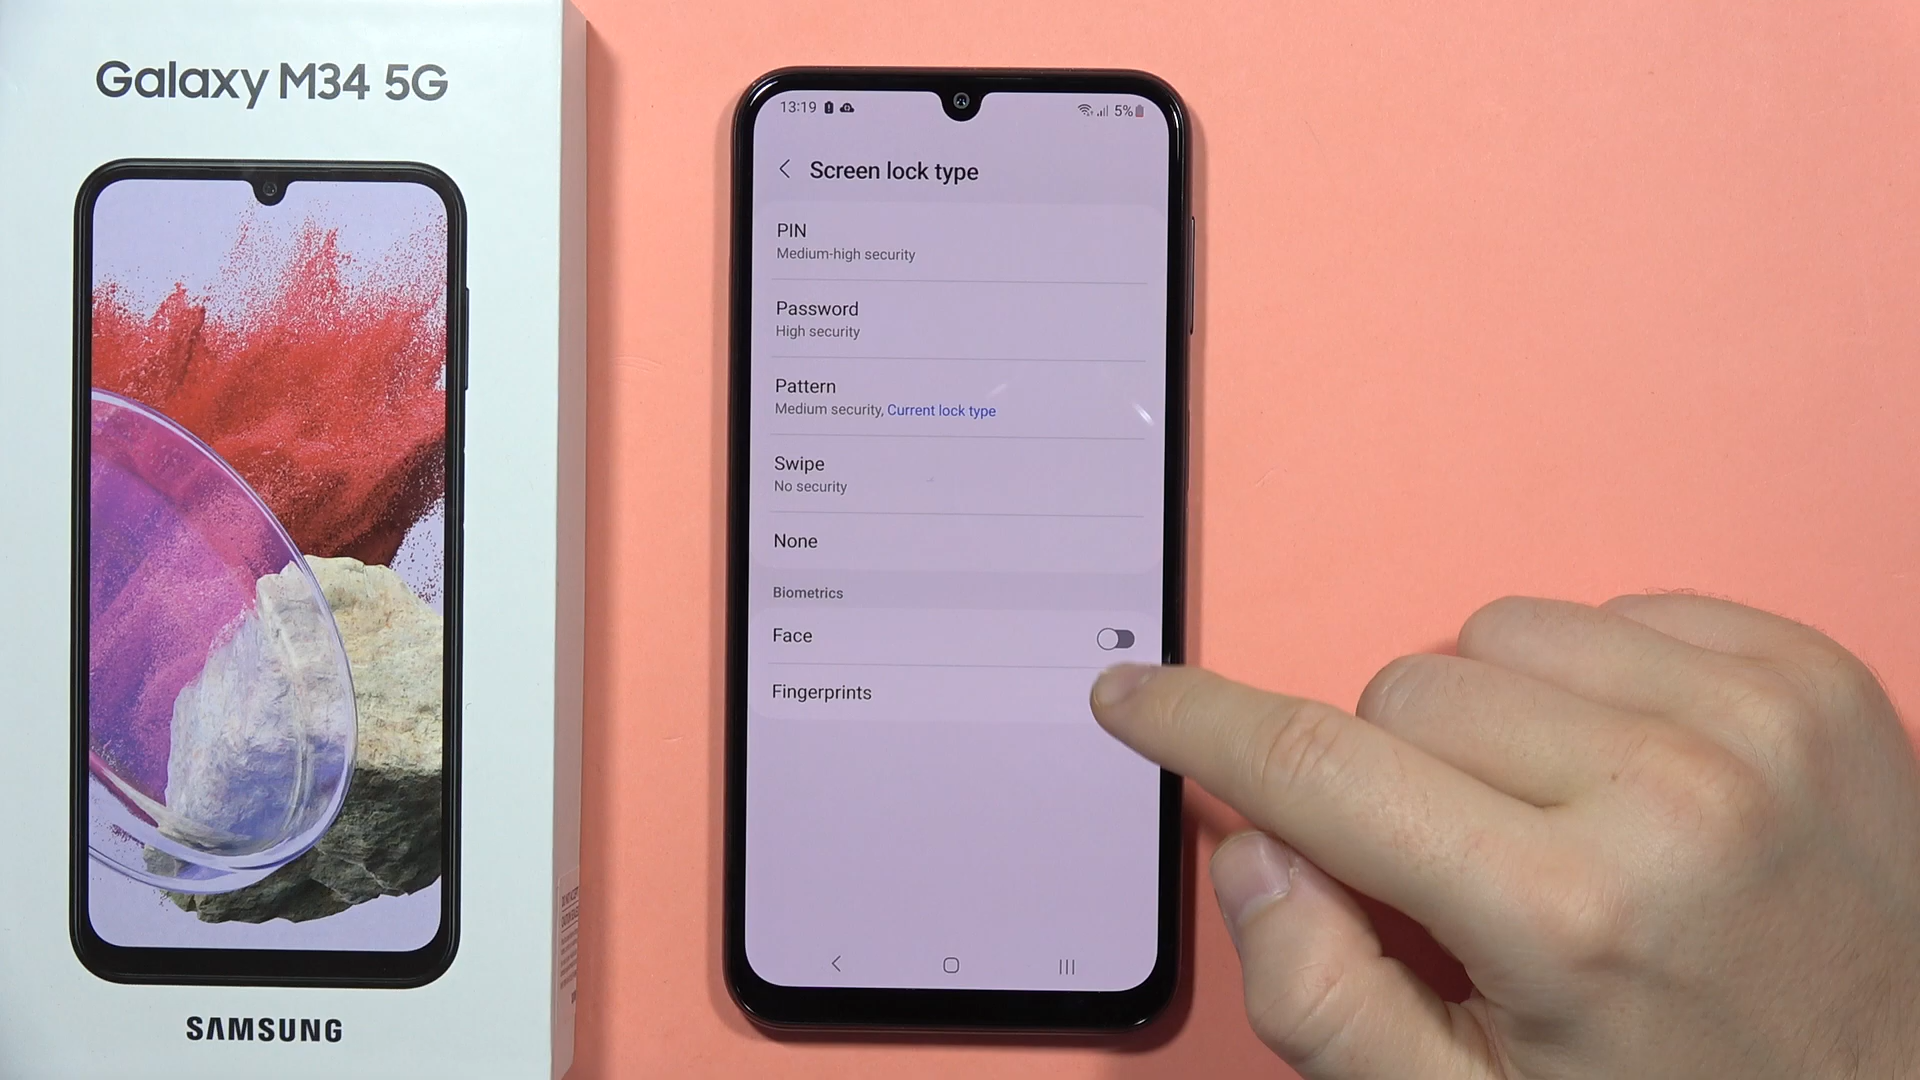 Galaxy M34 5G
SAMSUNG
13:19
5%
Screen lock type
PIN
Medium-high security
Password
High security
Pattern
Medium security, Current lock type
Swipe
No security
None
Biometrics
Face
Fingerprints